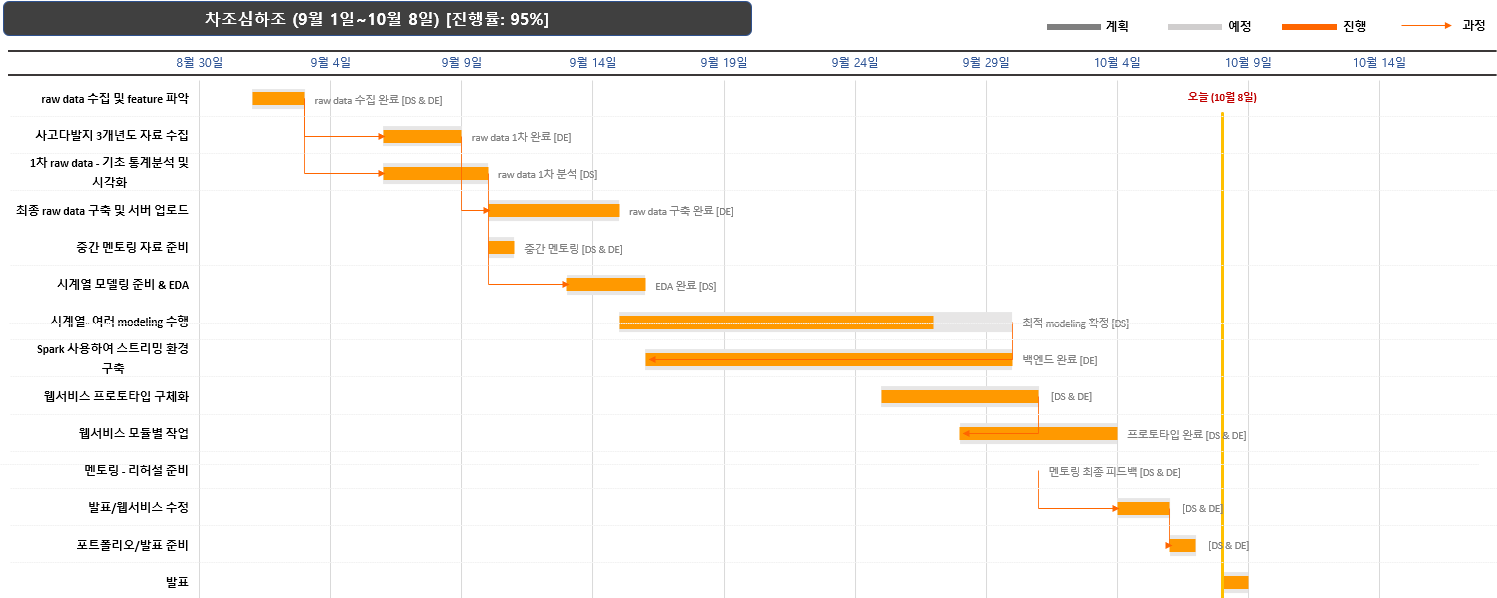 차조심하조 (9월 1일~10월 8일) [진행률: 95%]
계획 예정 진행 과정
8월 30일 9월 4일 9월 9일 9월 14일 9월 19일 9월 24일 9월 29일 10월 4일 10월 9일 10월 14일
오늘 (10월 8일)
raw data 수집 및 feature 파악 raw data 수집 완료 [DS & DE]
사고다발지 3개년도 자료 수집 raw data 1차 완료 [DE]
1차 raw data - 기초 통계분석 및
시각화
raw data 1차 분석 [DS]
최종 raw data 구축 및 서버 업로드 raw data 구축 완료 [DE]
중간 멘토링 자료 준비 중간 멘토링 [DS & DE]
시계열 모델링 준비 & EDA EDA 완료 [DS]
시계열, 여러 modeling 수행 최적 modeling 확정 [DS]
Spark 사용하여 스트리밍 환경
구축
백엔드 완료 [DE]
웹서비스 프로토타입 구체화 [DS & DE]
웹서비스 모듈별 작업 프로토타입 완료 [DS & DE]
멘토링 - 리허설 준비 멘토링 최종 피드백 [DS & DE]
발표/웹서비스 수정 [DS & DE]
포트폴리오/발표 준비 [DS & DE]
발표